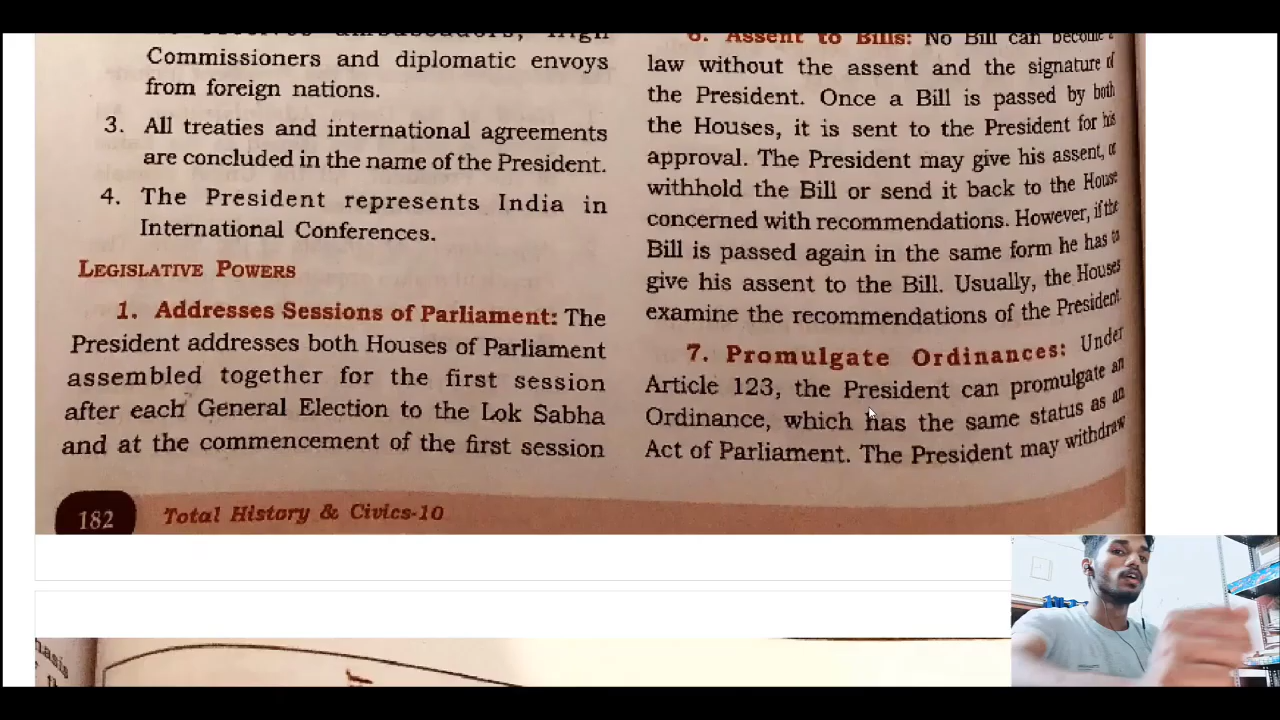 Commissioners and diplomatic envoys
from foreign nations.
3. All treaties and international agreements
are concluded in the name of the President.
4. The President represents India in
International Conferences.
LEGISLATIVE POWERS
1. Addresses Sessions of Parliament: The
President addresses both Houses of Parliament
assembled together for the first session
after each General Election to the Lok Sabha
and at the commencement of the first session
182 Total History & Civics-10
6. Assent to Bills: No Bill can become a
law without the assent and the signature of
the President. Once a Bill is passed by both
the Houses, it is sent to the President for his
approval. The President may give his assent, or
withhold the Bill or send it back to the House
concerned with recommendations. However, if the
Bill is passed again in the same form he has to
give his assent to the Bill. Usually, the Houses
examine the recommendations of the President.
7. Promulgate Ordinances: Under
Article 123, the President can promulgate an
Ordinance, which has the same status as an
Act of Parliament. The President may withdraw